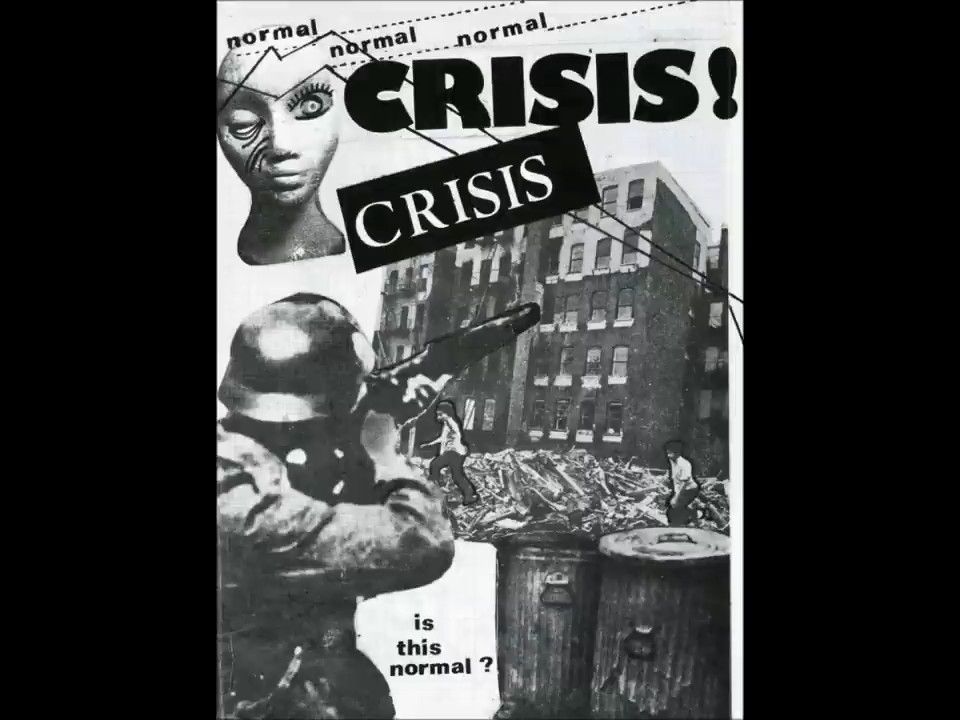 normal
normal
normal
CRISIS!
CRISIS
is
this
normal?